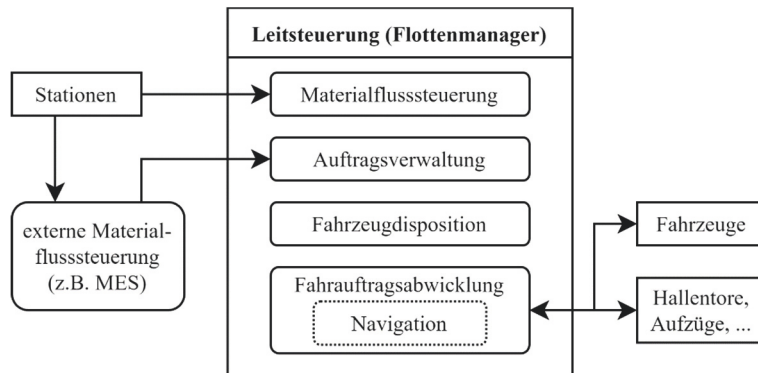 Leitsteuerung (Flottenmanager)
Stationen
Materialflusssteuerung
Auftragsverwaltung
externe Material-
flusssteuerung
(z.B. MES)
Fahrzeugdisposition
Fahrzeuge
Fahrauftragsabwicklung
Navigation
Hallentore,
Aufzüge, ...